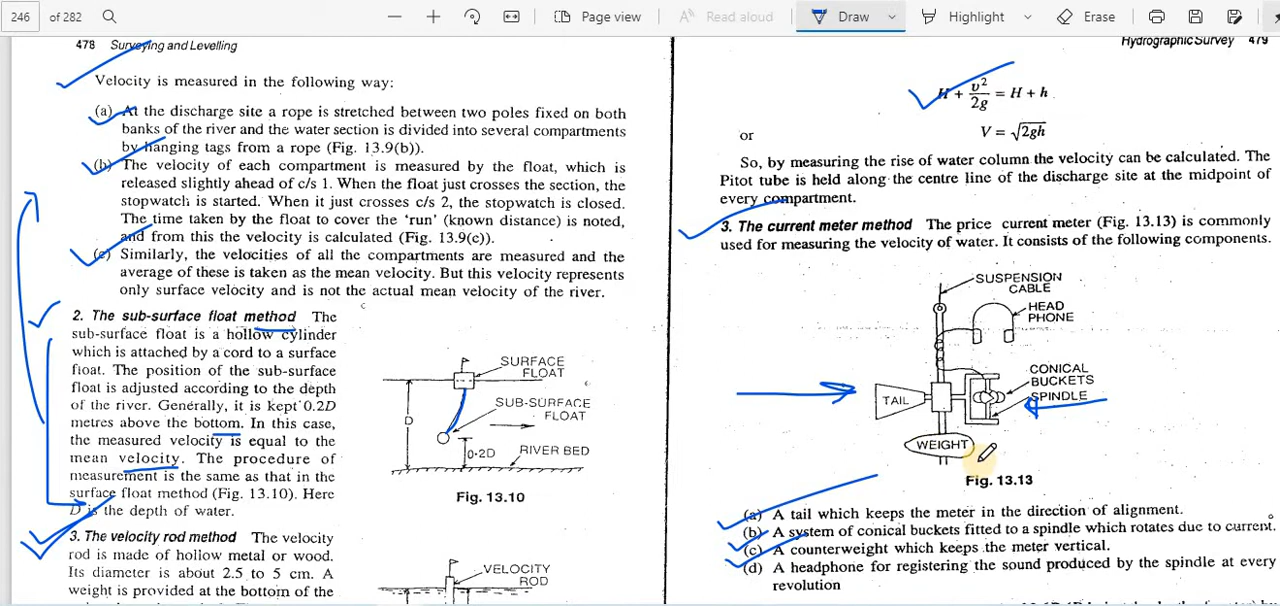 246 of 282 Page view Read aloud Draw Highlight Erase
478 Surveying and Levelling
Velocity is measured in the following way:
(a) At the discharge site a rope is stretched between two poles fixed on both
banks of the river and the water section is divided into several compartments
by hanging tags from a rope (Fig. 13.9(b)).
(b) The velocity of each compartment is measured by the float, which is
released slightly ahead of c/s 1. When the float just crosses the section, the
stopwatch is started. When it just crosses c/s 2, the stopwatch is closed.
The time taken by the float to cover the 'run' (known distance) is noted,
and from this the velocity is calculated (Fig. 13.9(c)).
(c) Similarly, the velocities of all the compartments are measured and the
average of these is taken as the mean velocity. But this velocity represents
only surface velocity and is not the actual mean velocity of the river.
2. The sub-surface float method The
sub-surface float is a hollow cylinder
which is attached by a cord to a surface
float. The position of the sub-surface
float is adjusted according to the depth
of the river. Generally, it is kept 0.2D
metres above the bottom. In this case,
the measured velocity is equal to the
mean velocity. The procedure of
measurement is the same as that in the
surface float method (Fig. 13.10). Here
D is the depth of water.
SURFACE
FLOAT
SUB-SURFACE
FLOAT
D
0·2D
RIVER BED
Fig. 13.10
3. The velocity rod method The velocity
rod is made of hollow metal or wood.
Its diameter is about 2.5 to 5 cm. A
weight is provided at the bottom of the
VELOCITY
ROD
Hydrographic Survey 479
H + v²/2g = H + h
or
V = √2gh
So, by measuring the rise of water column the velocity can be calculated. The
Pitot tube is held along the centre line of the discharge site at the midpoint of
every compartment.
3. The current meter method The price current meter (Fig. 13.13) is commonly
used for measuring the velocity of water. It consists of the following components.
SUSPENSION
CABLE
HEAD
PHONE
CONICAL
BUCKETS
SPINDLE
TAIL
WEIGHT
Fig. 13.13
(a) A tail which keeps the meter in the direction of alignment.
(b) A system of conical buckets fitted to a spindle which rotates due to current.
(c) A counterweight which keeps the meter vertical.
(d) A headphone for registering the sound produced by the spindle at every
revolution